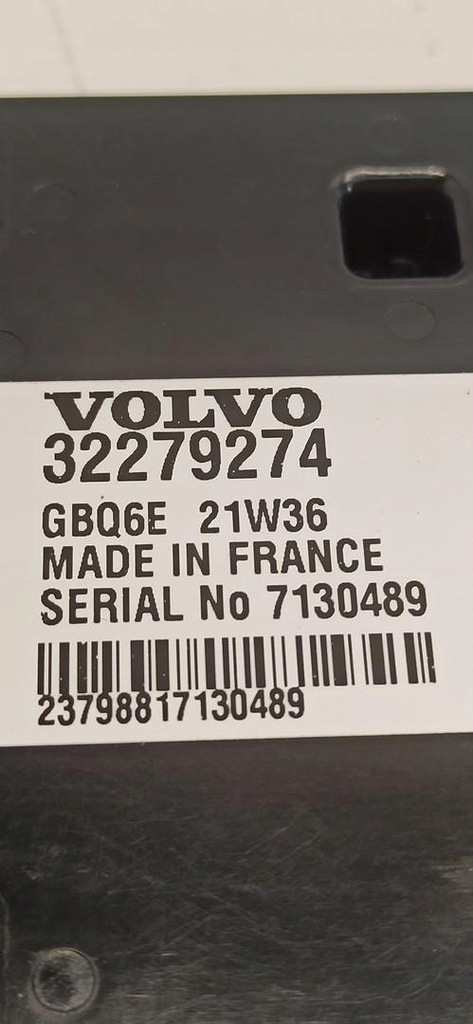 VOLVO
32279274
GBQ6E 21W36
MADE IN FRANCE
SERIAL No 7130489
23798817130489